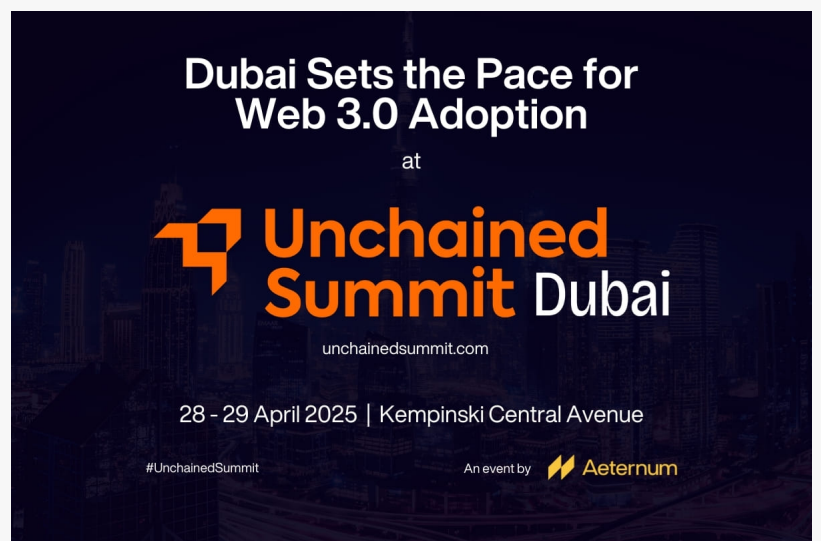 Dubai Sets the Pace for
Web 3.0 Adoption
at
Unchained
Summit Dubai
unchainedsummit.com
28 - 29 April 2025 | Kempinski Central Avenue
#UnchainedSummit
An event by Aeternum